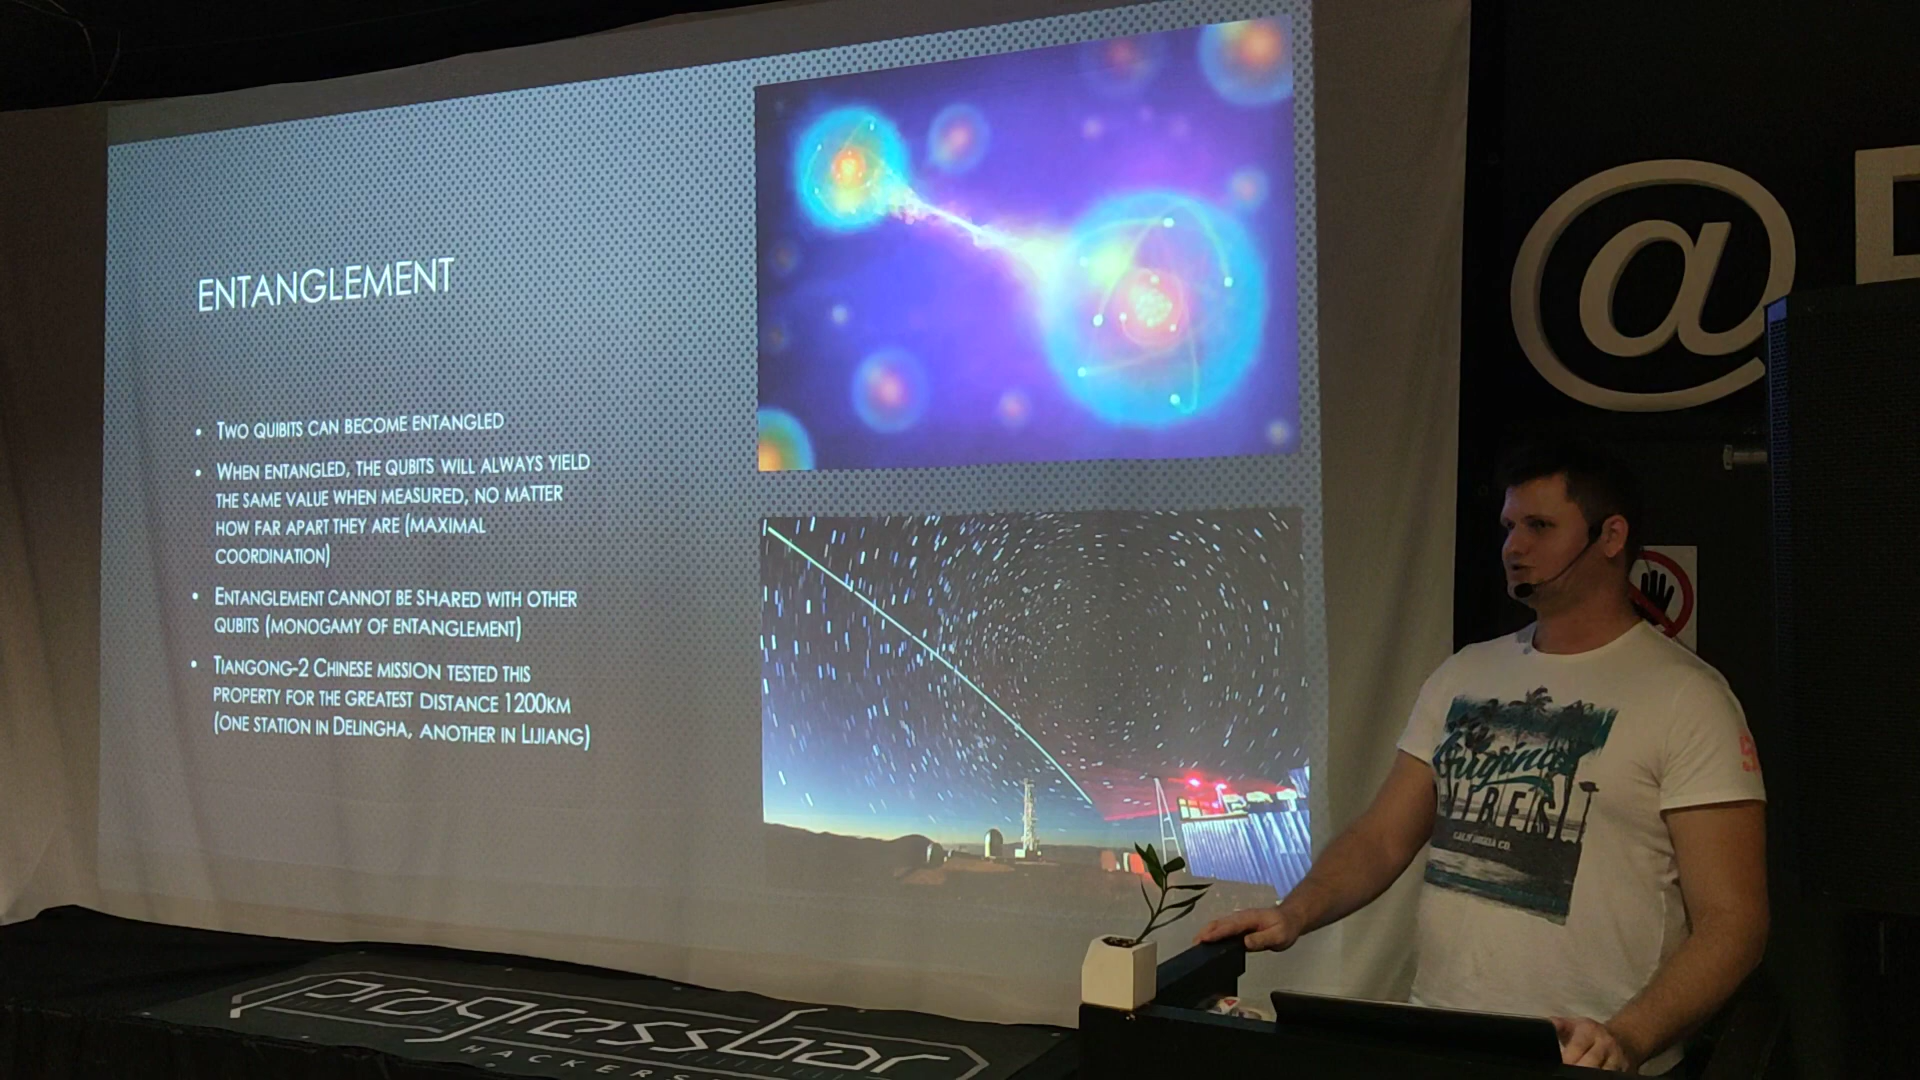 ENTANGLEMENT
• TWO QUIBITS CAN BECOME ENTANGLED
• WHEN ENTANGLED, THE QUBITS WILL ALWAYS YIELD
THE SAME VALUE WHEN MEASURED, NO MATTER
HOW FAR APART THEY ARE (MAXIMAL
COORDINATION)
• ENTANGLEMENT CANNOT BE SHARED WITH OTHER
QUBITS (MONOGAMY OF ENTANGLEMENT)
• TIANGONG-2 CHINESE MISSION TESTED THIS
PROPERTY FOR THE GREATEST DISTANCE 1200KM
(ONE STATION IN DELINGHA, ANOTHER IN LIJIANG)
@
Original
VIBES
CALIFORNIA CO.
progressbar
HACKERS